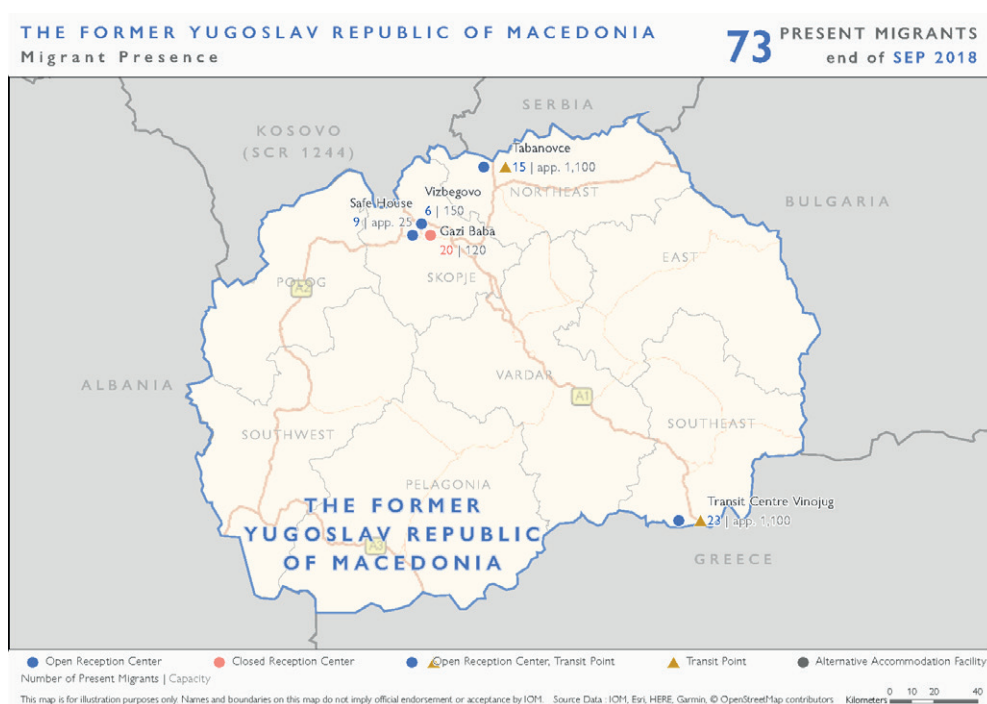 THE FORMER YUGOSLAV REPUBLIC OF MACEDONIA
Migrant Presence
73 PRESENT MIGRANTS
end of SEP 2018
SERBIA
KOSOVO
(SCR 1244)
BULGARIA
Tabanovce
15 | app. 1,100
NORTHEAST
Vizbegovo
6 | 150
Safe House
9 | app. 25
Gazi Baba
20 | 120
SKOPJE
EAST
POLOG
A2
ALBANIA
VARDAR
A1
SOUTHEAST
SOUTHWEST
PELAGONIA
Transit Centre Vinojug
23 | app. 1,100
THE FORMER
YUGOSLAV REPUBLIC
OF MACEDONIA
A3
GREECE
Open Reception Center
Closed Reception Center
Open Reception Center, Transit Point
Transit Point
Alternative Accommodation Facility
Number of Present Migrants | Capacity
This map is for illustration purposes only. Names and boundaries on this map do not imply official endorsement or acceptance by IOM. Source Data : IOM, Esri, HERE, Garmin, © OpenStreetMap contributors
Kilometers 0 10 20 40